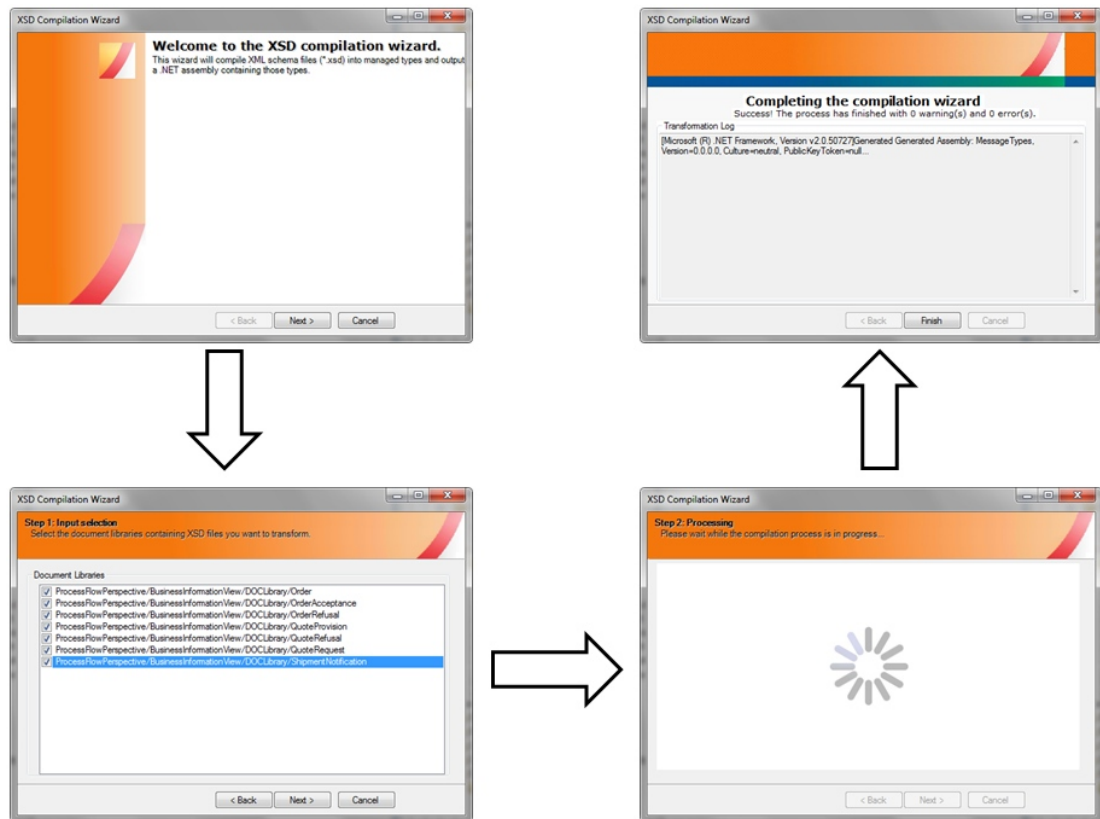 XSD Compilation Wizard
Welcome to the XSD compilation wizard.
This wizard will compile XML schema files (*.xsd) into managed types and output
a .NET assembly containing those types.
< Back Next > Cancel
XSD Compilation Wizard
Step 1: Input selection
Select the document libraries containing XSD files you want to transform.
Document Libraries
ProcessFlowPerspective/BusinessInformationView/DOCLibrary/Order
ProcessFlowPerspective/BusinessInformationView/DOCLibrary/OrderAcceptance
ProcessFlowPerspective/BusinessInformationView/DOCLibrary/OrderRefusal
ProcessFlowPerspective/BusinessInformationView/DOCLibrary/QuoteProvision
ProcessFlowPerspective/BusinessInformationView/DOCLibrary/QuoteRefusal
ProcessFlowPerspective/BusinessInformationView/DOCLibrary/QuoteRequest
ProcessFlowPerspective/BusinessInformationView/DOCLibrary/ShipmentNotification
< Back Next > Cancel
XSD Compilation Wizard
Step 2: Processing
Please wait while the compilation process is in progress...
< Back Next > Cancel
XSD Compilation Wizard
Completing the compilation wizard
Success! The process has finished with 0 warning(s) and 0 error(s).
Transformation Log
[Microsoft (R) .NET Framework, Version v2.0.50727]Generated Generated Assembly: MessageTypes,
Version=0.0.0.0, Culture=neutral, PublicKeyToken=null...
< Back Finish Cancel